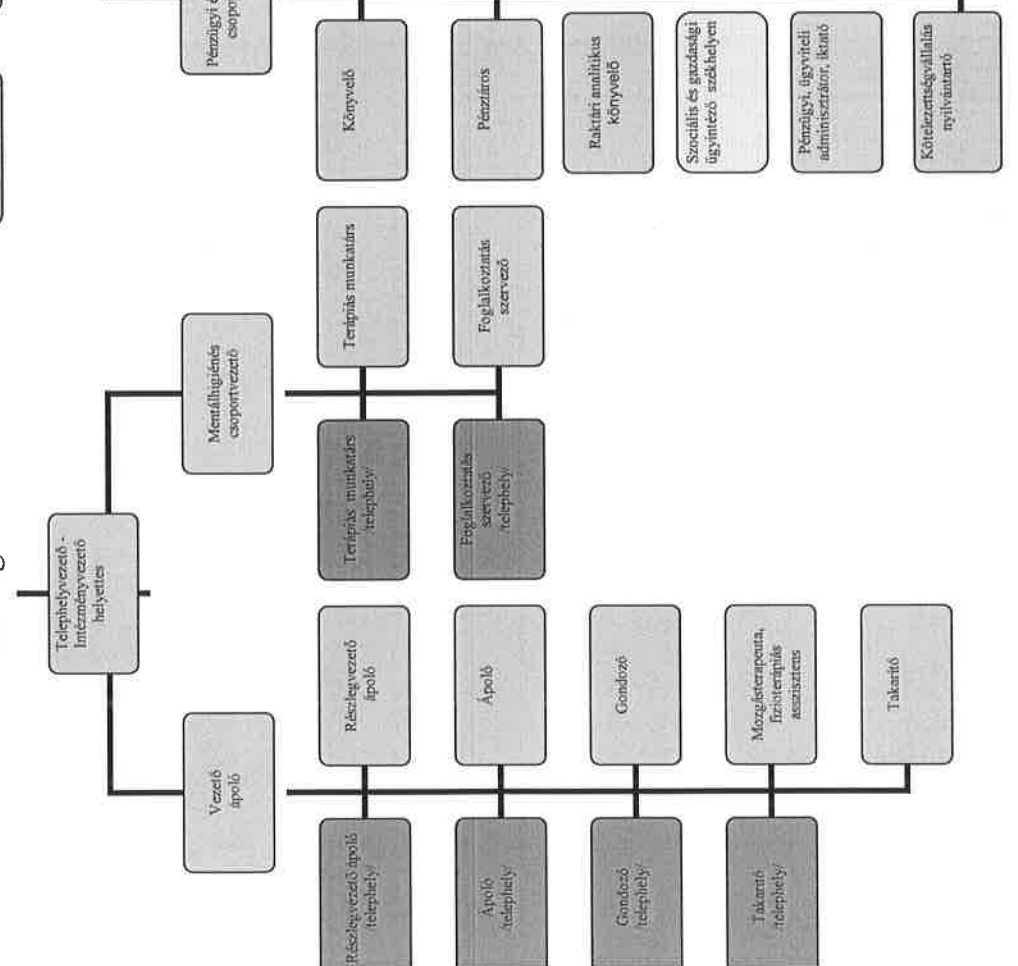 Telephelyvezető -
Intézményvezető
helyettes
Vezető
ápoló
Mentálhigiénés
csoportvezető
Pénzügyi é
csopor
Részlegvezető ápoló
/telephely/
Részlegvezető
ápoló
Ápoló
/telephely/
Ápoló
Gondozó
/telephely/
Gondozó
Takarító
/telephely/
Mozgásterapeuta,
fizioterápiás
asszisztens
Takarító
Terápiás munkatárs
/telephely/
Terápiás munkatárs
Foglalkoztatás
szervező
/telephely/
Foglalkoztatás
szervező
Könyvelő
Pénztáros
Raktári analitikus
könyvelő
Szociális és gazdasági
ügyintéző székhelyen
Pénzügyi, ügyviteli
adminisztrátor, iktató
Kötelezettségvállalás
nyilvántartó